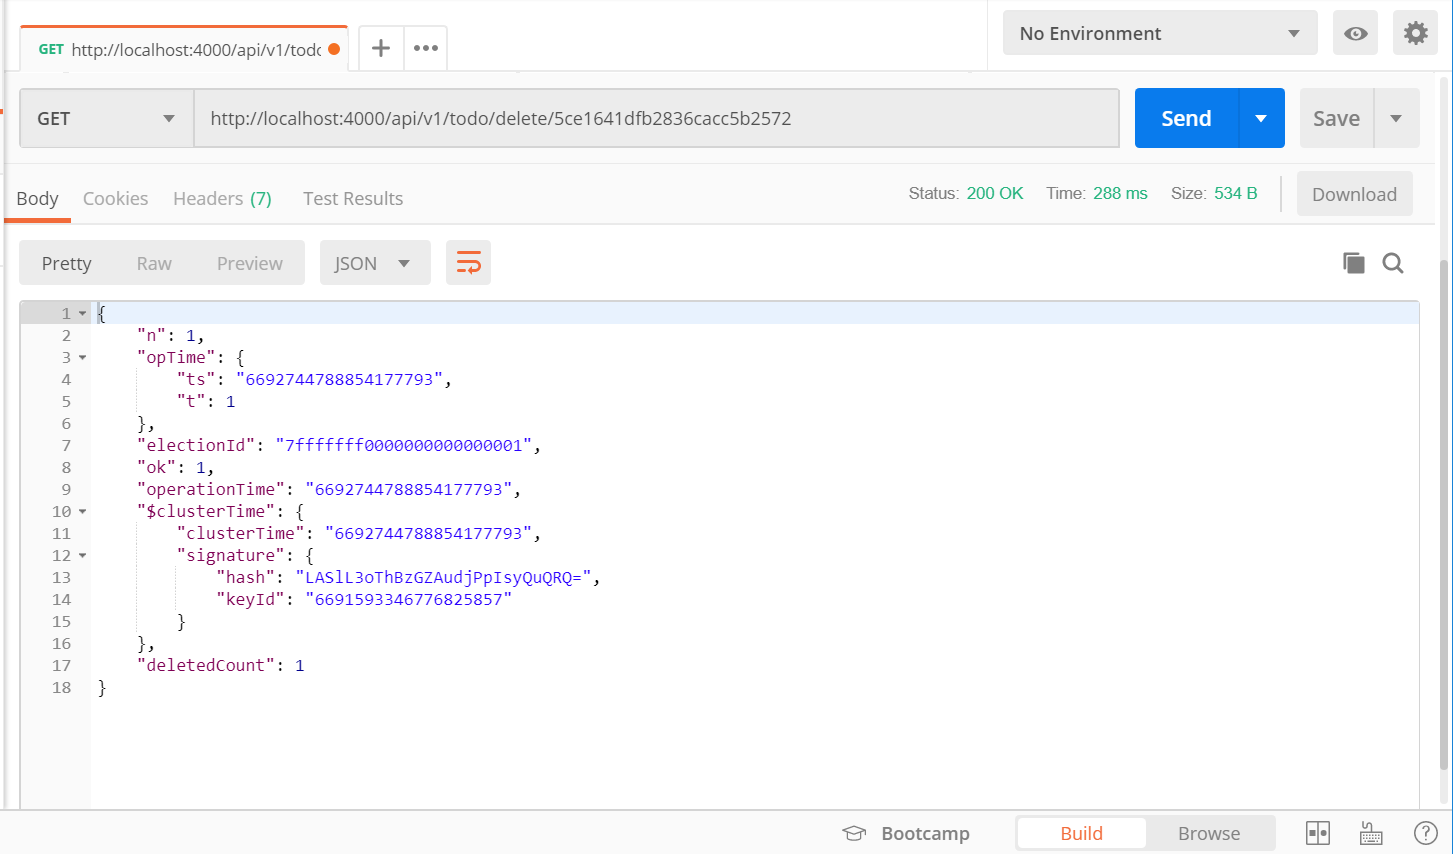 GET http://localhost:4000/api/v1/todo
No Environment
GET http://localhost:4000/api/v1/todo/delete/5ce1641dfb2836cacc5b2572 Send Save
Body Cookies Headers (7) Test Results Status: 200 OK Time: 288 ms Size: 534 B Download
Pretty Raw Preview JSON
1 {
2 "n": 1,
3 "opTime": {
4 "ts": "6692744788854177793",
5 "t": 1
6 },
7 "electionId": "7fffffff0000000000000001",
8 "ok": 1,
9 "operationTime": "6692744788854177793",
10 "$clusterTime": {
11 "clusterTime": "6692744788854177793",
12 "signature": {
13 "hash": "LASlL3oThBzGZAudjPpIsyQuQRQ=",
14 "keyId": "6691593346776825857"
15 }
16 },
17 "deletedCount": 1
18 }
Bootcamp Build Browse